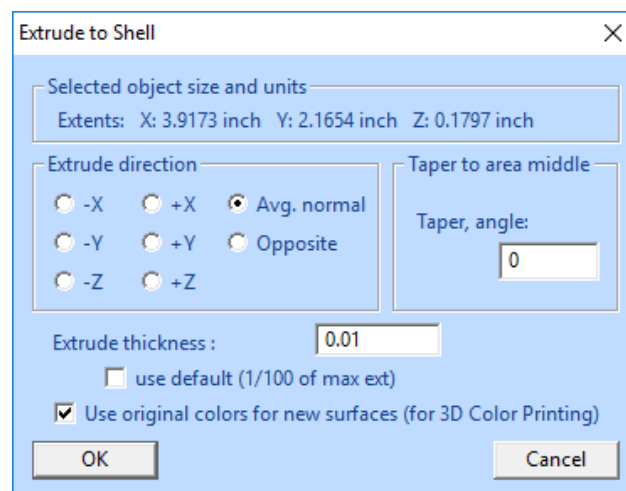 Extrude to Shell
Selected object size and units
Extents: X: 3.9173 inch Y: 2.1654 inch Z: 0.1797 inch
Extrude direction
-X +X Avg. normal
-Y +Y Opposite
-Z +Z
Taper to area middle
Taper, angle:
0
Extrude thickness : 0.01
use default (1/100 of max ext)
Use original colors for new surfaces (for 3D Color Printing)
OK Cancel